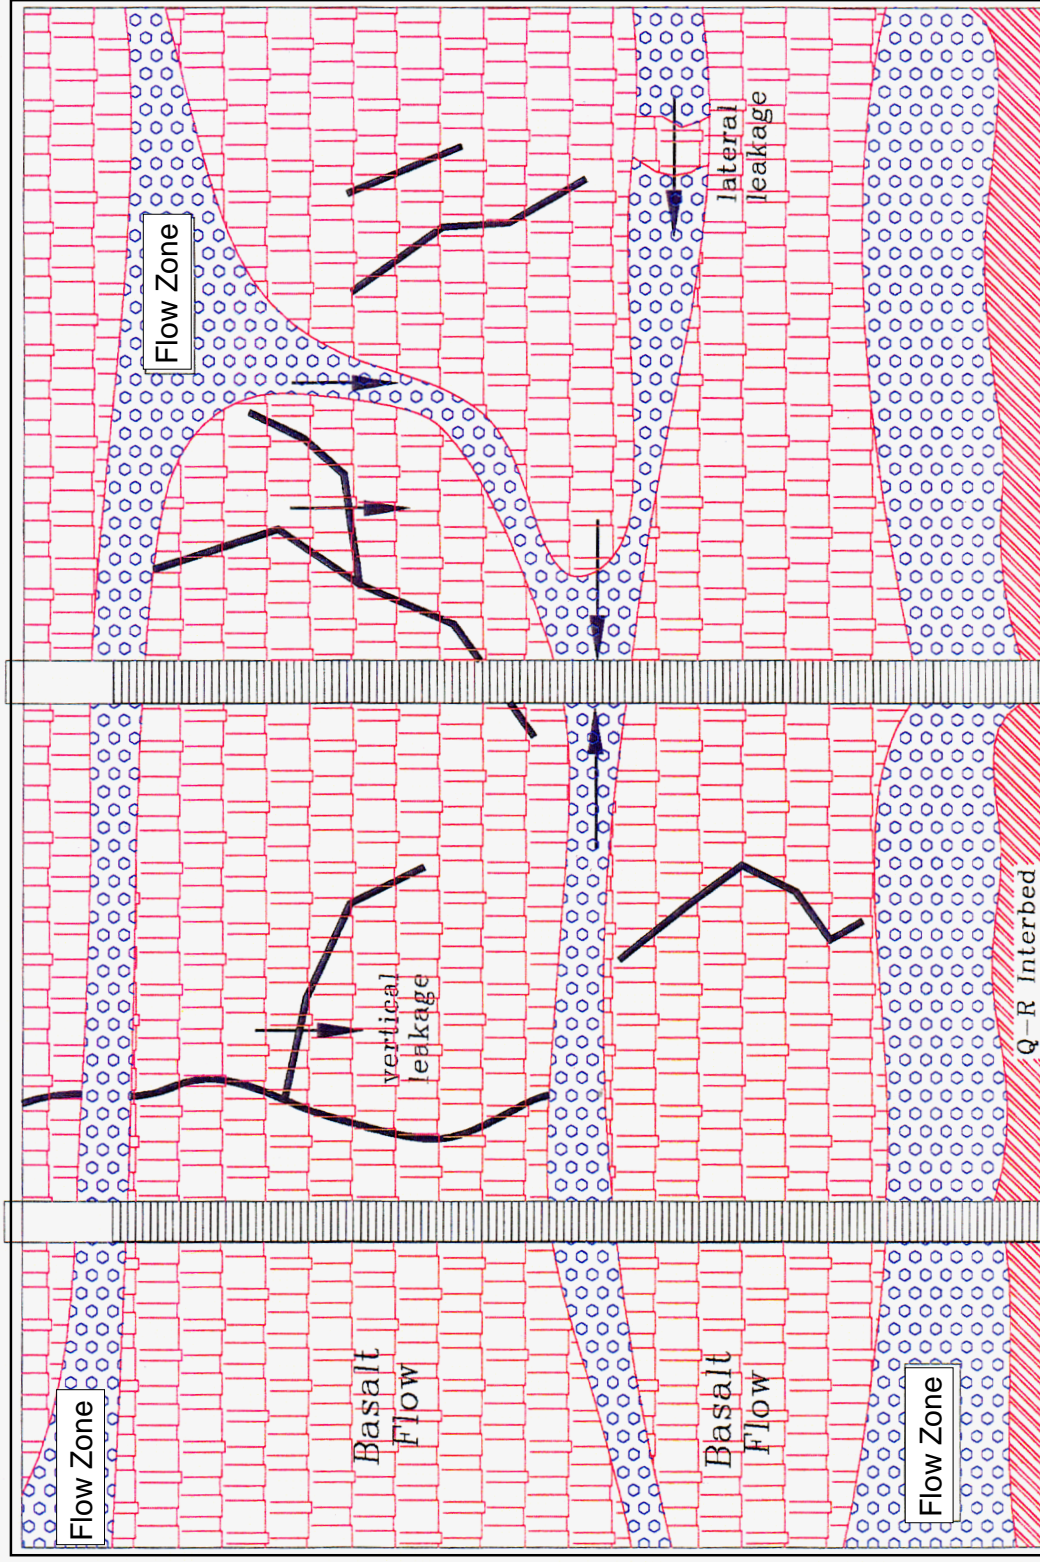 Flow Zone
Flow Zone
Basalt
Flow
vertical
leakage
Basalt
Flow
lateral
leakage
Flow Zone
Q-R Interbed